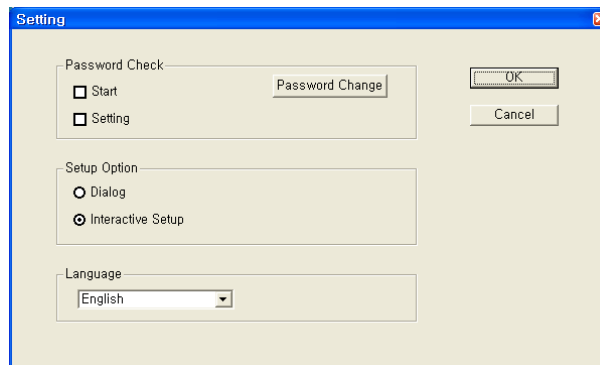 Setting
Password Check
Start
Password Change
Setting
OK
Cancel
Setup Option
Dialog
Interactive Setup
Language
English